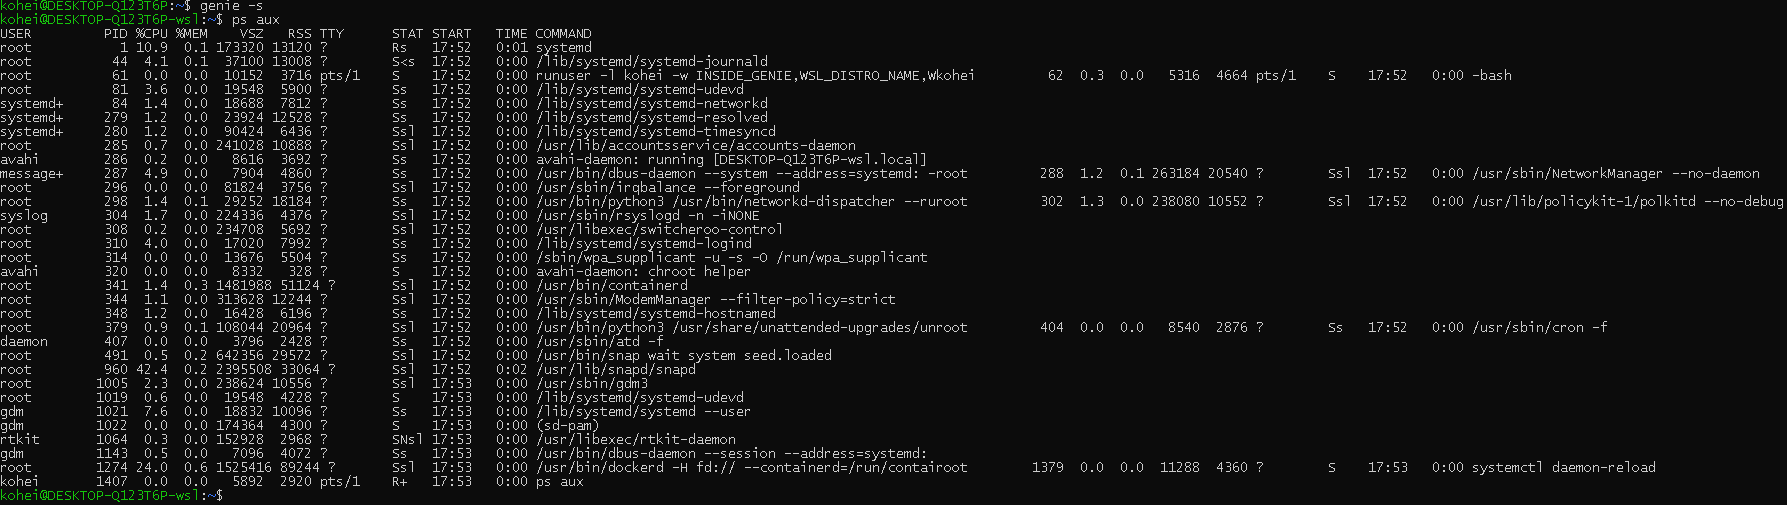 kohei@DESKTOP-Q123T6P:~$ genie -s
kohei@DESKTOP-Q123T6P-wsl:~$ ps aux
USER         PID %CPU %MEM    VSZ   RSS TTY      STAT START   TIME COMMAND
root           1 10.9  0.1 173320 13120 ?        Rs   17:52   0:01 systemd
root          44  4.1  0.1  37100 13008 ?        S<s  17:52   0:00 /lib/systemd/systemd-journald
root          61  0.0  0.0  10152  3716 pts/1    S    17:52   0:00 runuser -l kohei -w INSIDE_GENIE,WSL_DISTRO_NAME,Wkohei          62  0.3  0.0   5316  4664 pts/1    S    17:52   0:00 -bash
root          81  3.6  0.0  19548  5900 ?        Ss   17:52   0:00 /lib/systemd/systemd-udevd
systemd+      84  1.4  0.0  18688  7812 ?        Ss   17:52   0:00 /lib/systemd/systemd-networkd
systemd+     279  1.2  0.0  23924 12528 ?        Ss   17:52   0:00 /lib/systemd/systemd-resolved
systemd+     280  1.2  0.0  90424  6436 ?        Ssl  17:52   0:00 /lib/systemd/systemd-timesyncd
root         285  0.7  0.0 241028 10888 ?        Ssl  17:52   0:00 /usr/lib/accountsservice/accounts-daemon
avahi        286  0.2  0.0   8616  3692 ?        Ss   17:52   0:00 avahi-daemon: running [DESKTOP-Q123T6P-wsl.local]
message+     287  4.9  0.0   7904  4860 ?        Ss   17:52   0:00 /usr/bin/dbus-daemon --system --address=systemd: -root         288  1.2  0.1 263184 20540 ?        Ssl  17:52   0:00 /usr/sbin/NetworkManager --no-daemon
root         296  0.0  0.0  81824  3756 ?        Ssl  17:52   0:00 /usr/sbin/irqbalance --foreground
root         298  1.4  0.1  29252 18184 ?        Ss   17:52   0:00 /usr/bin/python3 /usr/bin/networkd-dispatcher --ruroot         302  1.3  0.0 238080 10552 ?        Ssl  17:52   0:00 /usr/lib/policykit-1/polkitd --no-debug
syslog       304  1.7  0.0 224336  4376 ?        Ssl  17:52   0:00 /usr/sbin/rsyslogd -n -iNONE
root         308  0.2  0.0 234708  5692 ?        Ssl  17:52   0:00 /usr/libexec/switcheroo-control
root         310  4.0  0.0  17020  7992 ?        Ss   17:52   0:00 /lib/systemd/systemd-logind
root         314  0.0  0.0  13676  5504 ?        Ss   17:52   0:00 /sbin/wpa_supplicant -u -s -O /run/wpa_supplicant
avahi        320  0.0  0.0   8332   328 ?        S    17:52   0:00 avahi-daemon: chroot helper
root         341  1.4  0.3 1481988 51124 ?       Ssl  17:52   0:00 /usr/bin/containerd
root         344  1.1  0.0 313628 12244 ?        Ssl  17:52   0:00 /usr/sbin/ModemManager --filter-policy=strict
root         348  1.2  0.0  16428  6196 ?        Ss   17:52   0:00 /lib/systemd/systemd-hostnamed
root         379  0.9  0.1 108044 20964 ?        Ssl  17:52   0:00 /usr/bin/python3 /usr/share/unattended-upgrades/unroot         404  0.0  0.0   8540  2876 ?        Ss   17:52   0:00 /usr/sbin/cron -f
daemon       407  0.0  0.0   3796  2428 ?        Ss   17:52   0:00 /usr/sbin/atd -f
root         491  0.5  0.2 642356 29572 ?        Ssl  17:52   0:00 /usr/bin/snap wait system seed.loaded
root         960 42.4  0.2 2395508 33064 ?       Ssl  17:52   0:02 /usr/lib/snapd/snapd
root        1005  2.3  0.0 238624 10556 ?        Ssl  17:53   0:00 /usr/sbin/gdm3
root        1019  0.6  0.0  19548  4228 ?        S    17:53   0:00 /lib/systemd/systemd-udevd
gdm         1021  7.6  0.0  18832 10096 ?        Ss   17:53   0:00 /lib/systemd/systemd --user
gdm         1022  0.0  0.0 174364  4300 ?        S    17:53   0:00 (sd-pam)
rtkit       1064  0.3  0.0 152928  2968 ?        SNsl 17:53   0:00 /usr/libexec/rtkit-daemon
gdm         1143  0.5  0.0   7096  4072 ?        Ss   17:53   0:00 /usr/bin/dbus-daemon --session --address=systemd:
root        1274 24.0  0.6 1525416 89244 ?       Ssl  17:53   0:00 /usr/bin/dockerd -H fd:// --containerd=/run/contairoot        1379  0.0  0.0  11288  4360 ?        S    17:53   0:00 systemctl daemon-reload
kohei       1407  0.0  0.0   5892  2920 pts/1    R+   17:53   0:00 ps aux
kohei@DESKTOP-Q123T6P-wsl:~$